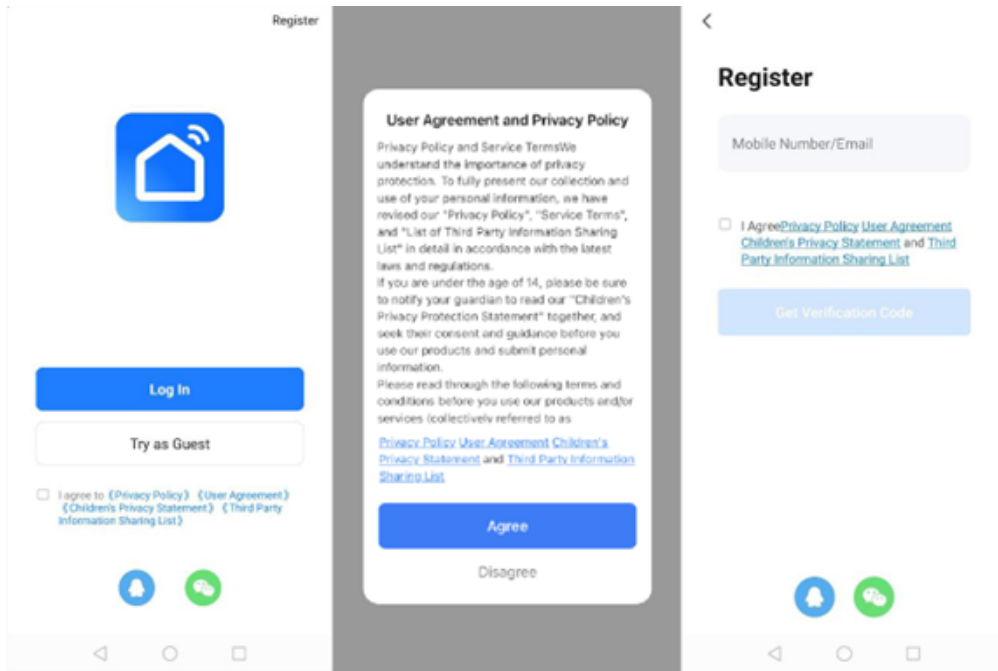 Register
Log In
Try as Guest
I agree to 《Privacy Policy》 《User Agreement》
《Children's Privacy Statement》 《Third Party
Information Sharing List》
User Agreement and Privacy Policy
Privacy Policy and Service TermsWe
understand the importance of privacy
protection. To fully present our collection and
use of your personal information, we have
revised our "Privacy Policy", "Service Terms",
and "List of Third Party Information Sharing
List" in detail in accordance with the latest
laws and regulations.
If you are under the age of 14, please be sure
to notify your guardian to read our "Children's
Privacy Protection Statement" together, and
seek their consent and guidance before you
use our products and submit personal
information.
Please read through the following terms and
conditions before you use our products and/or
services (collectively referred to as
Privacy Policy User Agreement Children's
Privacy Statement and Third Party Information
Sharing List
Agree
Disagree
Register
Mobile Number/Email
I AgreePrivacy Policy User Agreement
Children's Privacy Statement and Third
Party Information Sharing List
Get Verification Code